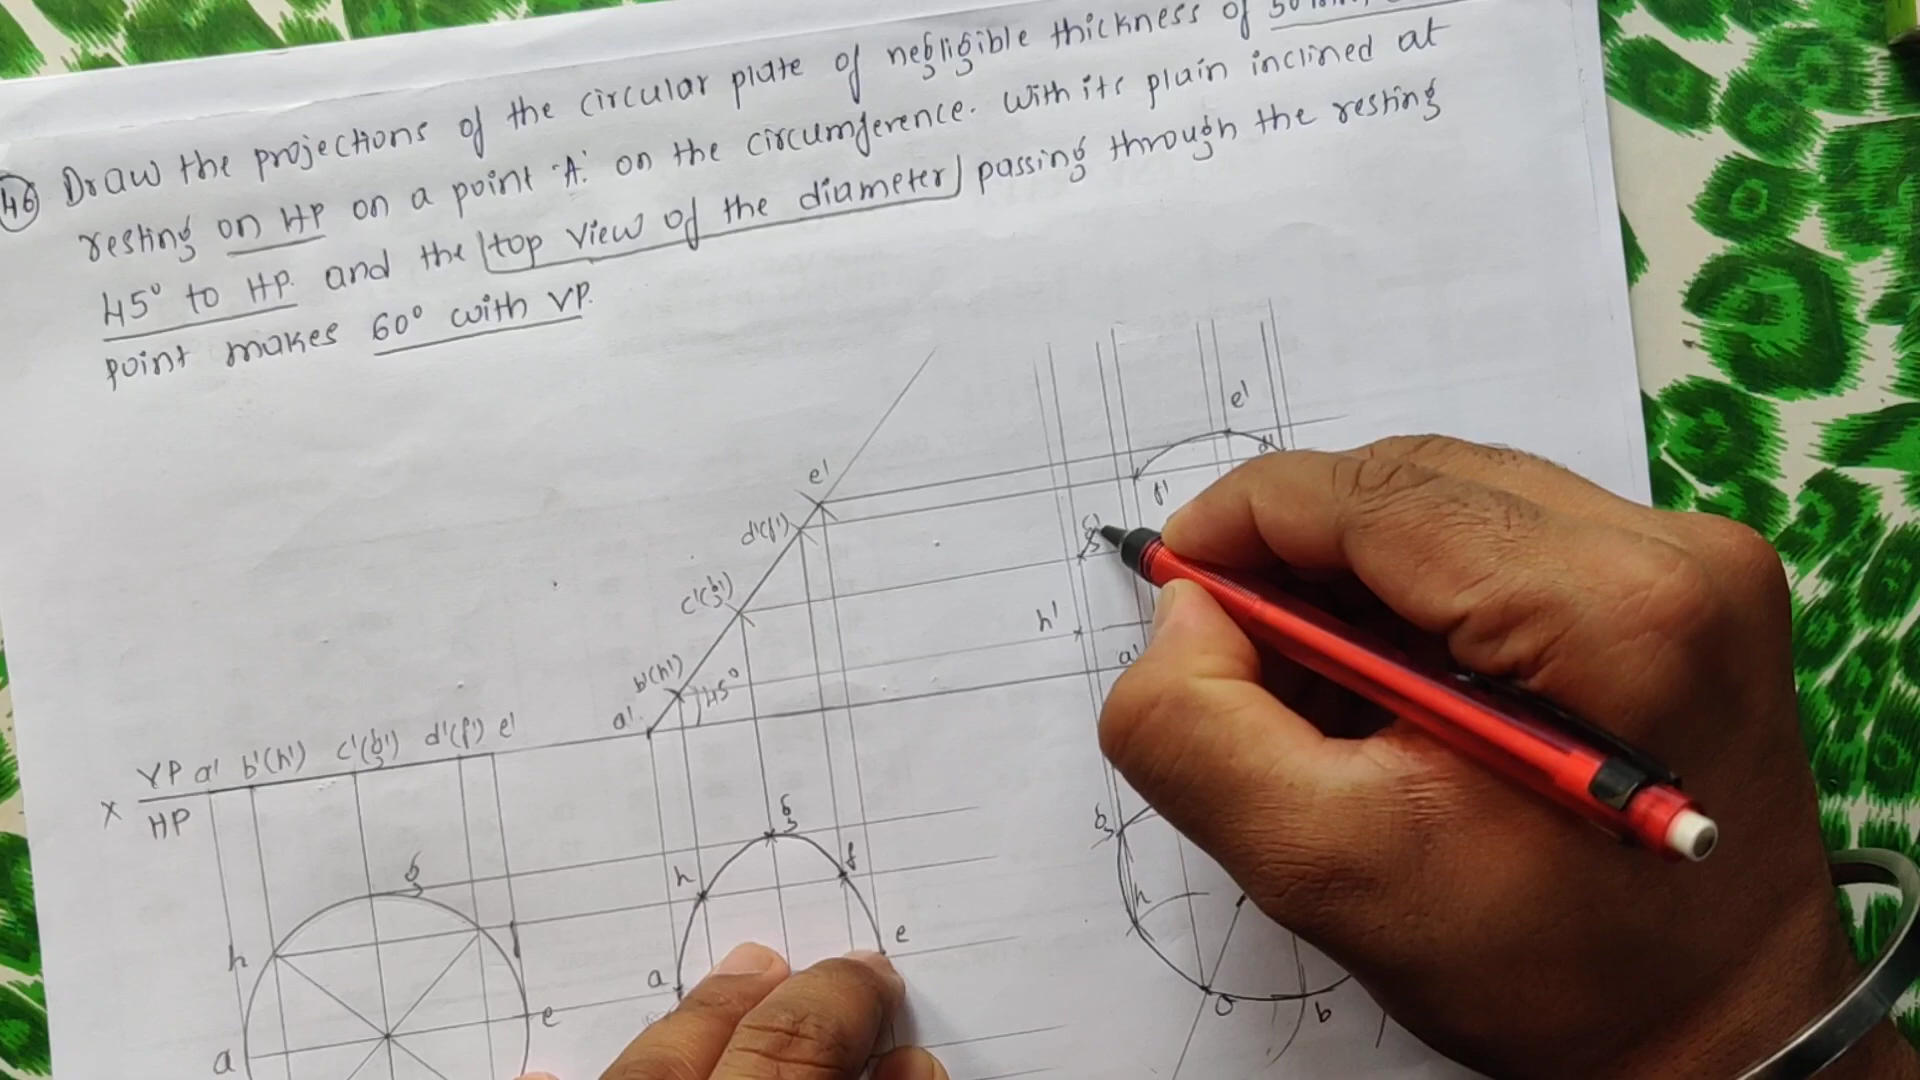 46 Draw the projections of the circular plate of negligible thickness of 50
resting on HP on a point 'A' on the circumference. With its plain inclined at
45° to HP. and the top view of the diameter passing through the resting
point makes 60° with VP.
e'
d'
e'
f'
d'(f')
g'
c'(g')
h'
b'(h')
45°
a'
a'
VP a' b'(h') c'(g') d'(f') e'
X
HP
g
g
g
h
f
h
h
e
a
e
a
b
a